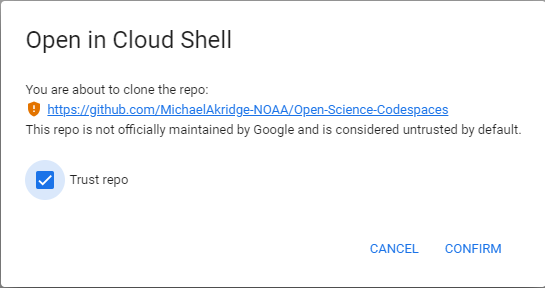 Open in Cloud Shell
You are about to clone the repo:
https://github.com/MichaelAkridge-NOAA/Open-Science-Codespaces
This repo is not officially maintained by Google and is considered untrusted by default.
Trust repo
CANCEL CONFIRM